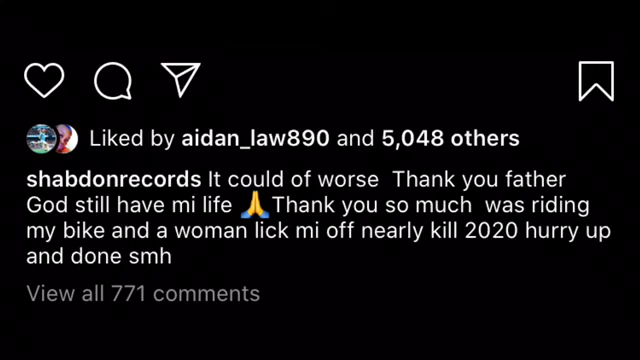 Liked by aidan_law890 and 5,048 others
shabdonrecords It could of worse  Thank you father
God still have mi life 🙏Thank you so much  was riding
my bike and a woman lick mi off nearly kill 2020 hurry up
and done smh
View all 771 comments